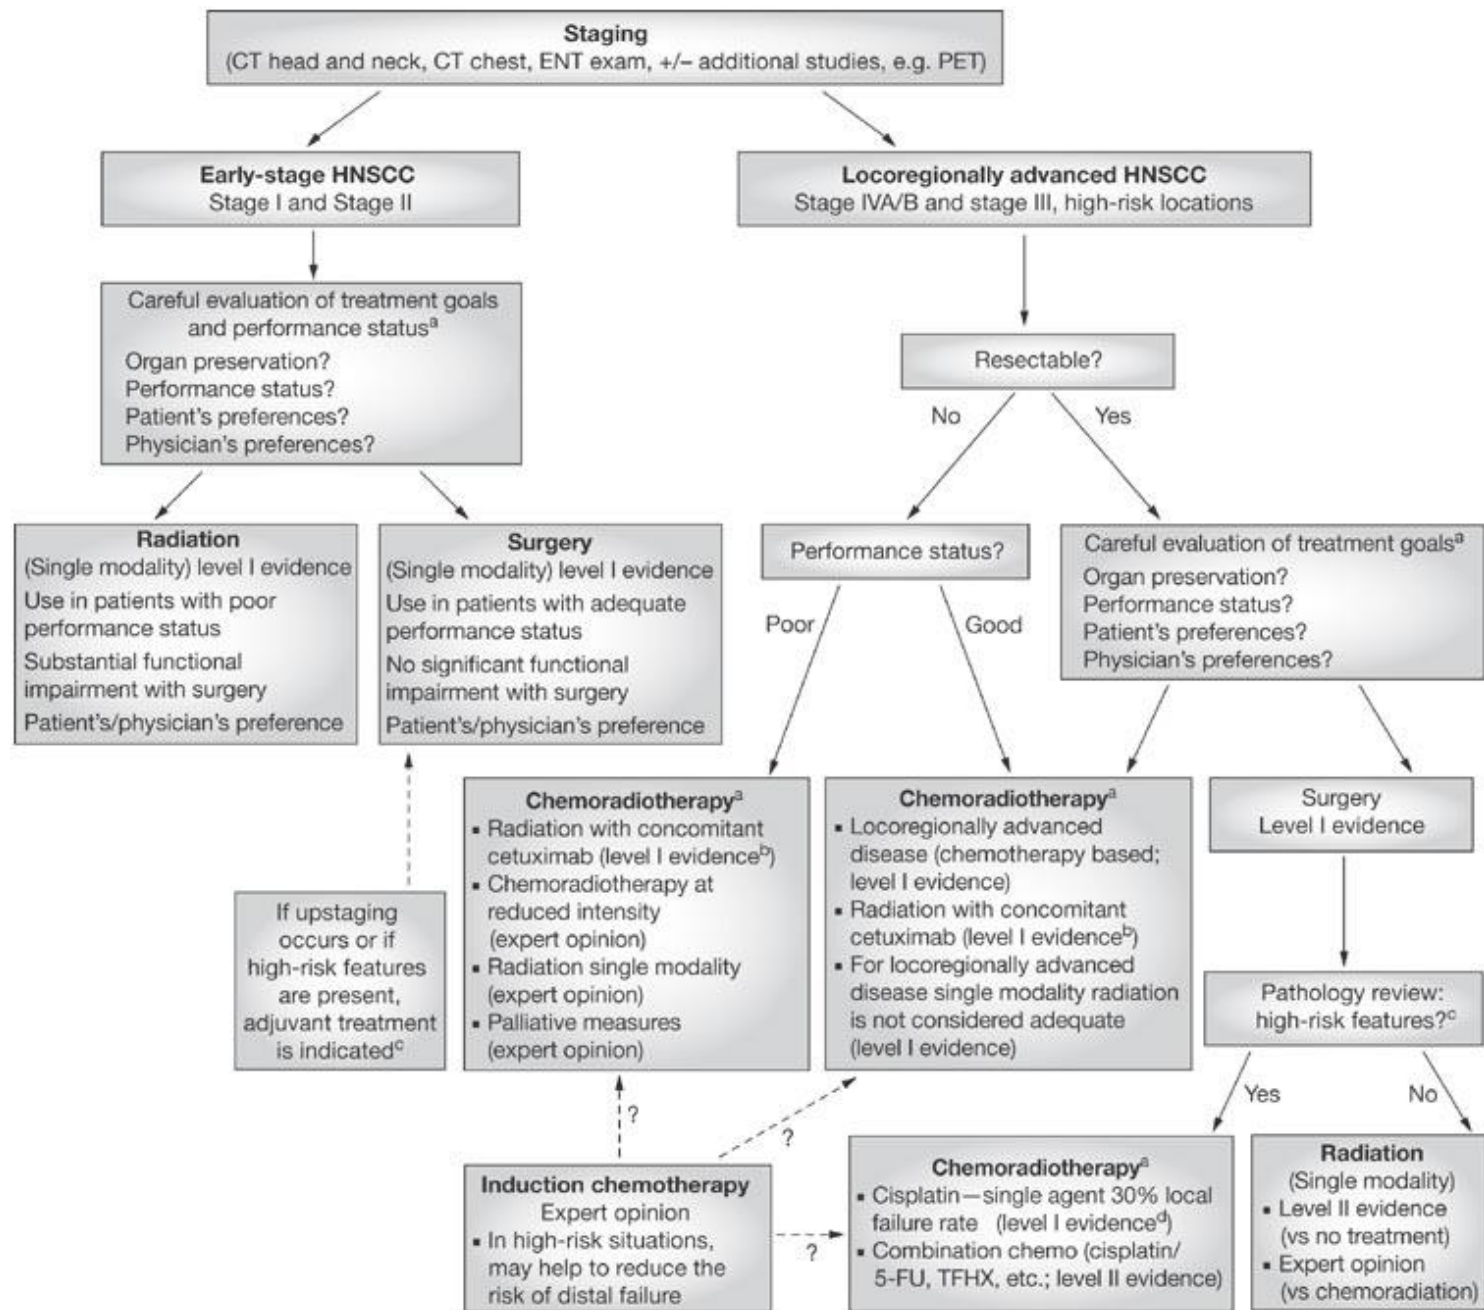 Staging
(CT head and neck, CT chest, ENT exam, +/– additional studies, e.g. PET)
Early-stage HNSCC
Stage I and Stage II
Locoregionally advanced HNSCC
Stage IVA/B and stage III, high-risk locations
Careful evaluation of treatment goals
and performance statusᵃ
Organ preservation?
Performance status?
Patient's preferences?
Physician's preferences?
Resectable?
No
Yes
Radiation
(Single modality) level I evidence
Use in patients with poor
performance status
Substantial functional
impairment with surgery
Patient's/physician's preference
Surgery
(Single modality) level I evidence
Use in patients with adequate
performance status
No significant functional
impairment with surgery
Patient's/physician's preference
Performance status?
Poor
Good
Careful evaluation of treatment goalsᵃ
Organ preservation?
Performance status?
Patient's preferences?
Physician's preferences?
If upstaging
occurs or if
high-risk features
are present,
adjuvant treatment
is indicatedᶜ
Chemoradiotherapyᵃ
▪ Radiation with concomitant
cetuximab (level I evidenceᵇ)
▪ Chemoradiotherapy at
reduced intensity
(expert opinion)
▪ Radiation single modality
(expert opinion)
▪ Palliative measures
(expert opinion)
Chemoradiotherapyᵃ
▪ Locoregionally advanced
disease (chemotherapy based;
level I evidence)
▪ Radiation with concomitant
cetuximab (level I evidenceᵇ)
▪ For locoregionally advanced
disease single modality radiation
is not considered adequate
(level I evidence)
Surgery
Level I evidence
Pathology review:
high-risk features?ᶜ
Yes
No
?
?
?
Induction chemotherapy
Expert opinion
▪ In high-risk situations,
may help to reduce the
risk of distal failure
Chemoradiotherapyᵃ
▪ Cisplatin—single agent 30% local
failure rate (level I evidenceᵈ)
▪ Combination chemo (cisplatin/
5-FU, TFHX, etc.; level II evidence)
Radiation
(Single modality)
▪ Level II evidence
(vs no treatment)
▪ Expert opinion
(vs chemoradiation)